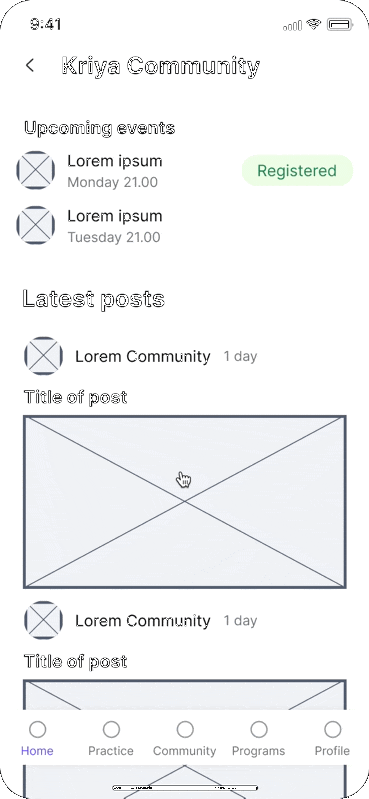 9:41
Kriya Community
Upcoming events
Lorem ipsum
Monday 21.00
Registered
Lorem ipsum
Tuesday 21.00
Latest posts
Lorem Community 1 day
Title of post
Lorem Community 1 day
Title of post
Home Practice Community Programs Profile